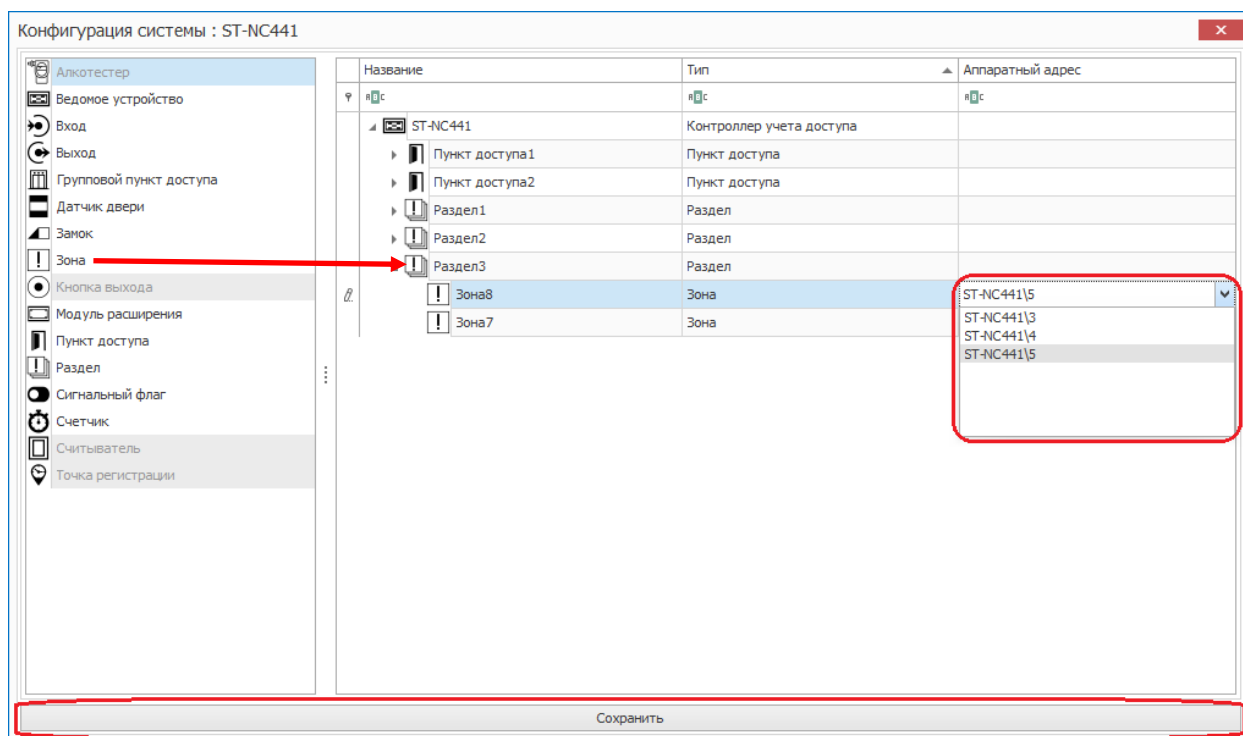 Конфигурация системы : ST-NC441
Алкотестер
Ведомое устройство
Вход
Выход
Групповой пункт доступа
Датчик двери
Замок
Зона
Кнопка выхода
Модуль расширения
Пункт доступа
Раздел
Сигнальный флаг
Счетчик
Считыватель
Точка регистрации
Название Тип Аппаратный адрес
ST-NC441 Контроллер учета доступа
Пункт доступа1 Пункт доступа
Пункт доступа2 Пункт доступа
Раздел1 Раздел
Раздел2 Раздел
Раздел3 Раздел
Зона8 Зона ST-NC441\5
Зона7 Зона
ST-NC441\3
ST-NC441\4
ST-NC441\5
Сохранить